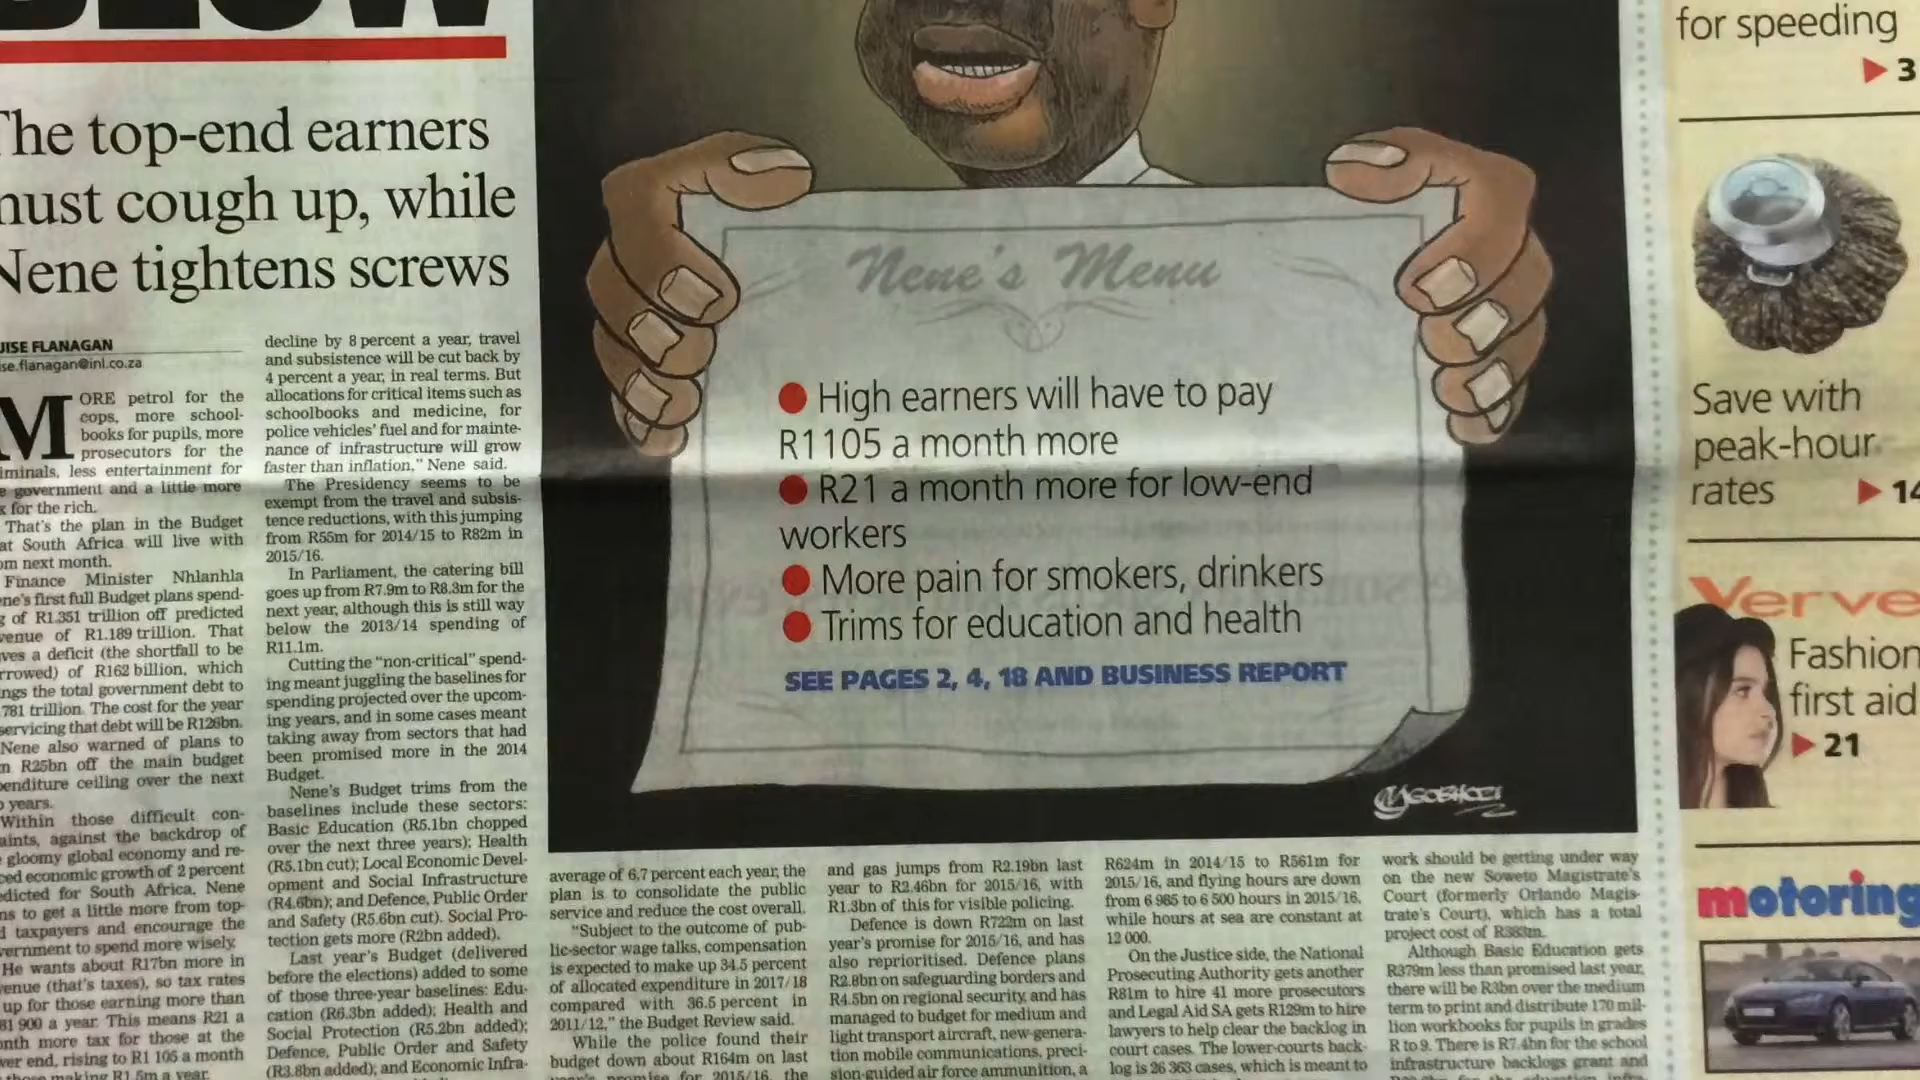 The top-end earners
must cough up, while
Nene tightens screws
FLANAGAN
flanagan@inl.co.za
MORE petrol for the
cops, more school-
books for pupils, more
prosecutors for the
less entertainment for
government and a little more
for the rich.
That's the plan in the Budget
South Africa will live with
next month.
Finance Minister Nhlanhla
first full Budget plans spend-
of R1.351 trillion off predicted
of R1.189 trillion. That
a deficit (the shortfall to be
of R162 billion, which
the total government debt to
trillion. The cost for the year
servicing that debt will be R126bn.
Nene also warned of plans to
R25bn off the main budget
ceiling over the next
years.
Within those difficult con-
against the backdrop of
gloomy global economy and re-
economic growth of 2 percent
for South Africa, Nene
to get a little more from top-
taxpayers and encourage the
to spend more wisely.
He wants about R17bn more in
(that's taxes), so tax rates
up for those earning more than
a year. This means R21 a
more tax for those at the
end, rising to R1 105 a month
making R1.5m a year.
decline by 8 percent a year, travel
and subsistence will be cut back by
4 percent a year, in real terms. But
allocations for critical items such as
schoolbooks and medicine, for
police vehicles' fuel and for mainte-
nance of infrastructure will grow
faster than inflation," Nene said.
The Presidency seems to be
exempt from the travel and subsis-
tence reductions, with this jumping
from R55m for 2014/15 to R82m in
2015/16.
In Parliament, the catering bill
goes up from R7.9m to R8.3m for the
next year, although this is still way
below the 2013/14 spending of
R11.1m.
Cutting the "non-critical" spend-
ing meant juggling the baselines for
spending projected over the upcom-
ing years, and in some cases meant
taking away from sectors that had
been promised more in the 2014
Budget.
Nene's Budget trims from the
baselines include these sectors:
Basic Education (R5.1bn chopped
over the next three years); Health
(R5.1bn cut); Local Economic Devel-
opment and Social Infrastructure
(R4.6bn); and Defence, Public Order
and Safety (R5.6bn cut). Social Pro-
tection gets more (R2bn added).
Last year's Budget (delivered
before the elections) added to some
of those three-year baselines: Edu-
cation (R6.3bn added); Health and
Social Protection (R5.2bn added);
Defence, Public Order and Safety
(R3.8bn added); and Economic Infra-
Nene's Menu
High earners will have to pay
R1105 a month more
R21 a month more for low-end
workers
More pain for smokers, drinkers
Trims for education and health
SEE PAGES 2, 4, 18 AND BUSINESS REPORT
average of 6.7 percent each year, the
plan is to consolidate the public
service and reduce the cost overall.
"Subject to the outcome of pub-
lic-sector wage talks, compensation
is expected to make up 34.5 percent
of allocated expenditure in 2017/18
compared with 36.5 percent in
2011/12," the Budget Review said.
While the police found their
budget down about R164m on last
year's promise for 2015/16, the
and gas jumps from R2.19bn last
year to R2.46bn for 2015/16, with
R1.3bn of this for visible policing.
Defence is down R722m on last
year's promise for 2015/16, and has
also reprioritised. Defence plans
R2.8bn on safeguarding borders and
R4.5bn on regional security, and has
managed to budget for medium and
light transport aircraft, new-genera-
tion mobile communications, preci-
sion-guided air force ammunition, a
R624m in 2014/15 to R561m for
2015/16, and flying hours are down
from 6 985 to 6 500 hours in 2015/16,
while hours at sea are constant at
12 000.
On the Justice side, the National
Prosecuting Authority gets another
R81m to hire 41 more prosecutors
and Legal Aid SA gets R129m to hire
lawyers to help clear the backlog in
court cases. The lower-courts back-
log is 26 363 cases, which is meant to
work should be getting under way
on the new Soweto Magistrate's
Court (formerly Orlando Magis-
trate's Court), which has a total
project cost of
Although Basic Education gets
R379m less than promised last year,
there will be R3bn over the medium
term to print and distribute 170 mil-
lion workbooks for pupils in grades
R to 9. There is R7.4bn for the school
infrastructure backlogs grant and
for speeding
3
Save with
peak-hour
rates 14
Verve
Fashion
first aid
21
motoring